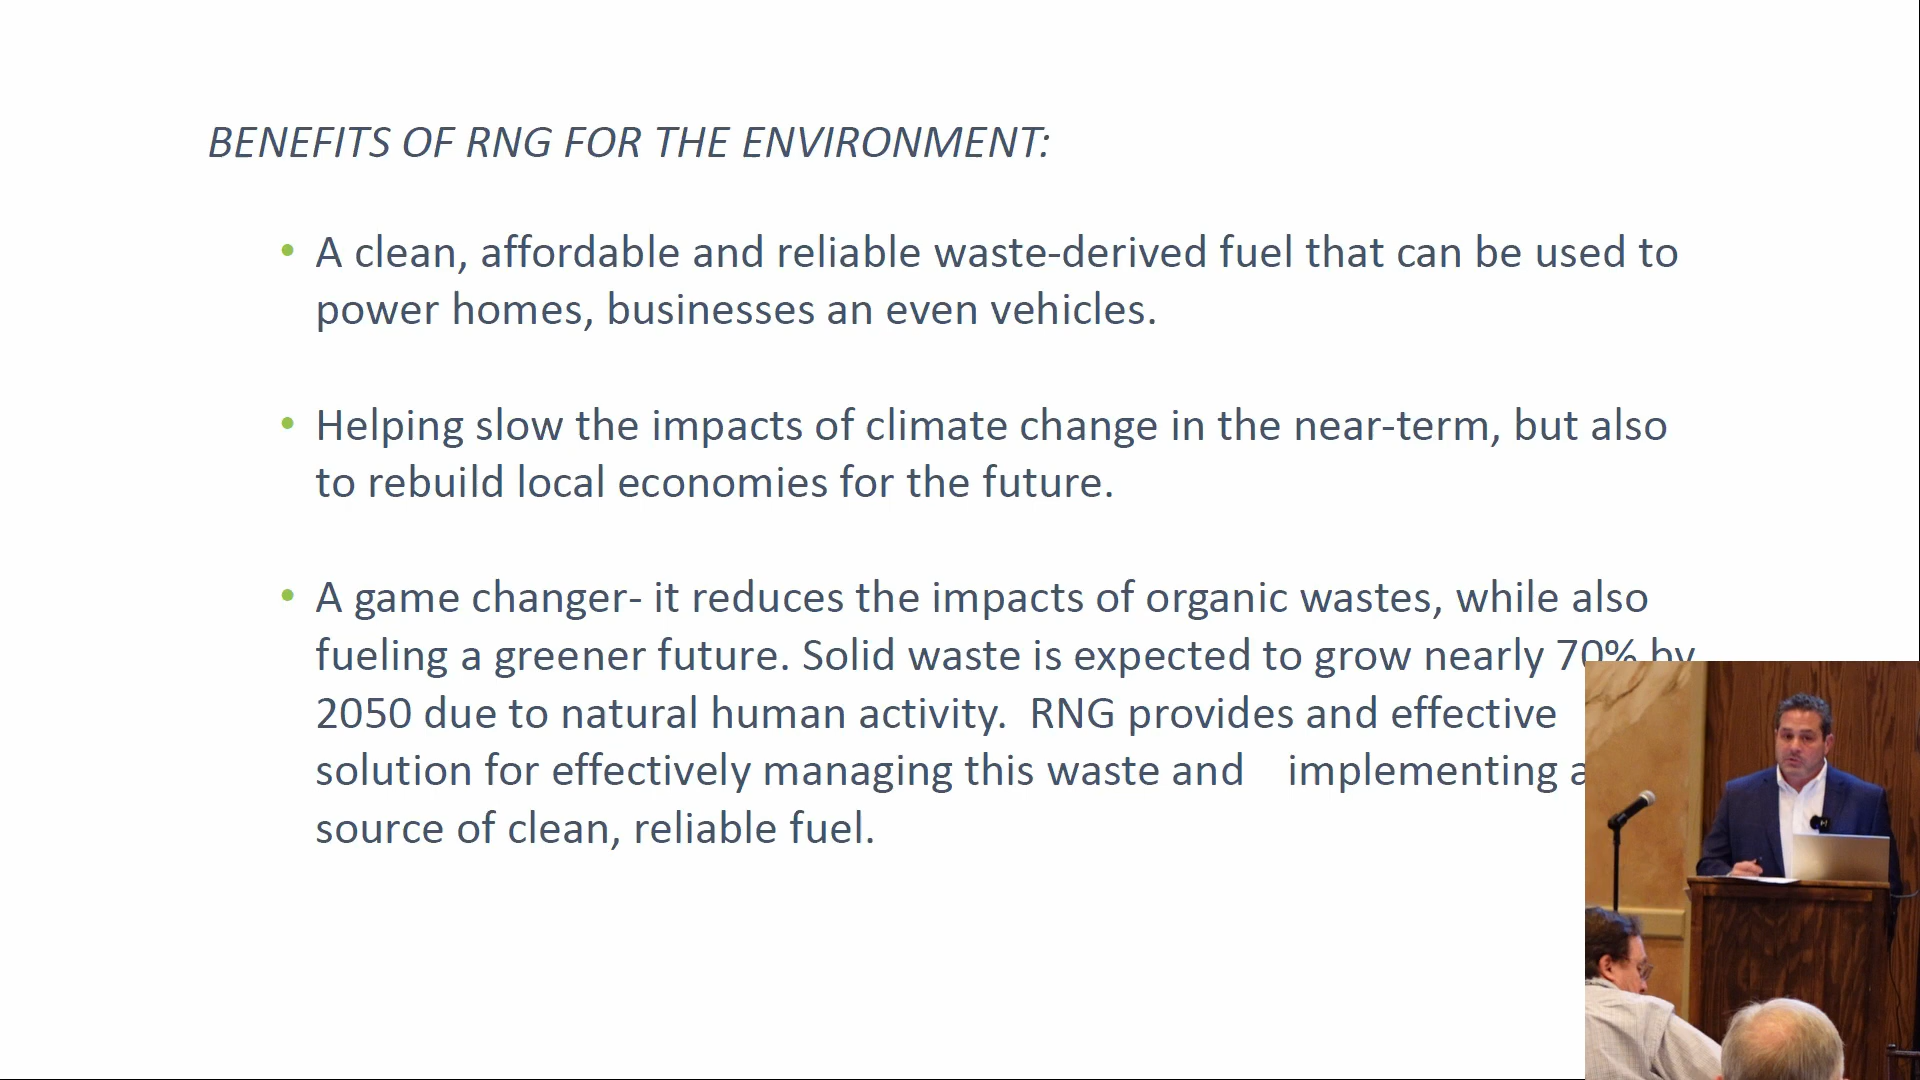 BENEFITS OF RNG FOR THE ENVIRONMENT:
• A clean, affordable and reliable waste-derived fuel that can be used to
power homes, businesses an even vehicles.
• Helping slow the impacts of climate change in the near-term, but also
to rebuild local economies for the future.
• A game changer- it reduces the impacts of organic wastes, while also
fueling a greener future. Solid waste is expected to grow nearly 70% by
2050 due to natural human activity.  RNG provides and effective
solution for effectively managing this waste and    implementing a
source of clean, reliable fuel.